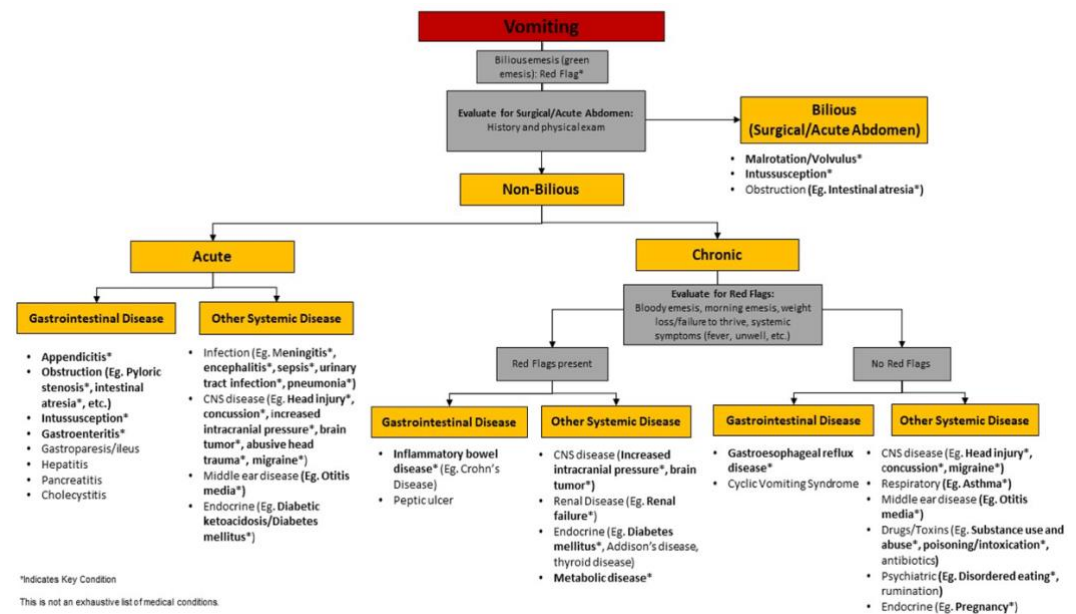 Vomiting
Bilious emesis (green
emesis): Red Flag*
Evaluate for Surgical/Acute Abdomen:
History and physical exam
Bilious
(Surgical/Acute Abdomen)
• Malrotation/Volvulus*
• Intussusception*
• Obstruction (Eg. Intestinal atresia*)
Non-Bilious
Acute
Gastrointestinal Disease
• Appendicitis*
• Obstruction (Eg. Pyloric
stenosis*, intestinal
atresia*, etc.)
• Intussusception*
• Gastroenteritis*
• Gastroparesis/ileus
• Hepatitis
• Pancreatitis
• Cholecystitis
Other Systemic Disease
• Infection (Eg. Meningitis*,
encephalitis*, sepsis*, urinary
tract infection*, pneumonia*)
• CNS disease (Eg. Head injury*,
concussion*, increased
intracranial pressure*, brain
tumor*, abusive head
trauma*, migraine*)
• Middle ear disease (Eg. Otitis
media*)
• Endocrine (Eg. Diabetic
ketoacidosis/Diabetes
mellitus*)
Chronic
Evaluate for Red Flags:
Bloody emesis, morning emesis, weight
loss/failure to thrive, systemic
symptoms (fever, unwell, etc.)
Red Flags present
Gastrointestinal Disease
• Inflammatory bowel
disease* (Eg. Crohn's
Disease)
• Peptic ulcer
Other Systemic Disease
• CNS disease (Increased
intracranial pressure*, brain
tumor*)
• Renal Disease (Eg. Renal
failure*)
• Endocrine (Eg. Diabetes
mellitus*, Addison's disease,
thyroid disease)
• Metabolic disease*
No Red Flags
Gastrointestinal Disease
• Gastroesophageal reflux
disease*
• Cyclic Vomiting Syndrome
Other Systemic Disease
• CNS disease (Eg. Head injury*,
concussion*, migraine*)
• Respiratory (Eg. Asthma*)
• Middle ear disease (Eg. Otitis
media*)
• Drugs/Toxins (Eg. Substance use and
abuse*, poisoning/intoxication*,
antibiotics)
• Psychiatric (Eg. Disordered eating*,
rumination)
• Endocrine (Eg. Pregnancy*)
*Indicates Key Condition
This is not an exhaustive list of medical conditions.